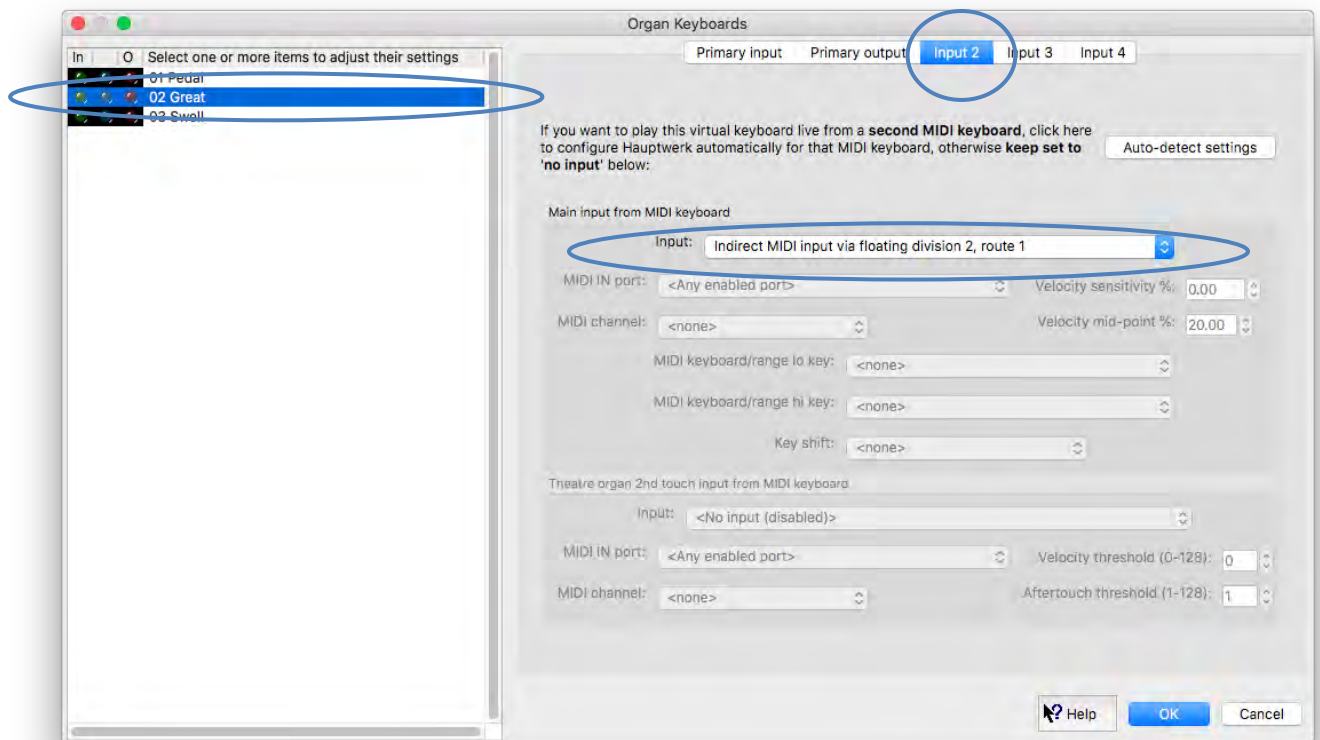 Organ Keyboards
In O Select one or more items to adjust their settings
01 Pedal
02 Great
03 Swell
Primary input Primary output Input 2 Input 3 Input 4
If you want to play this virtual keyboard live from a second MIDI keyboard, click here
to configure Hauptwerk automatically for that MIDI keyboard, otherwise keep set to
'no input' below:
Auto-detect settings
Main input from MIDI keyboard
Input: Indirect MIDI input via floating division 2, route 1
MIDI IN port: <Any enabled port> Velocity sensitivity %: 0.00
MIDI channel: <none> Velocity mid-point %: 20.00
MIDI keyboard/range lo key: <none>
MIDI keyboard/range hi key: <none>
Key shift: <none>
Theatre organ 2nd touch input from MIDI keyboard
Input: <No input (disabled)>
MIDI IN port: <Any enabled port> Velocity threshold (0-128): 0
MIDI channel: <none> Aftertouch threshold (1-128): 1
? Help OK Cancel